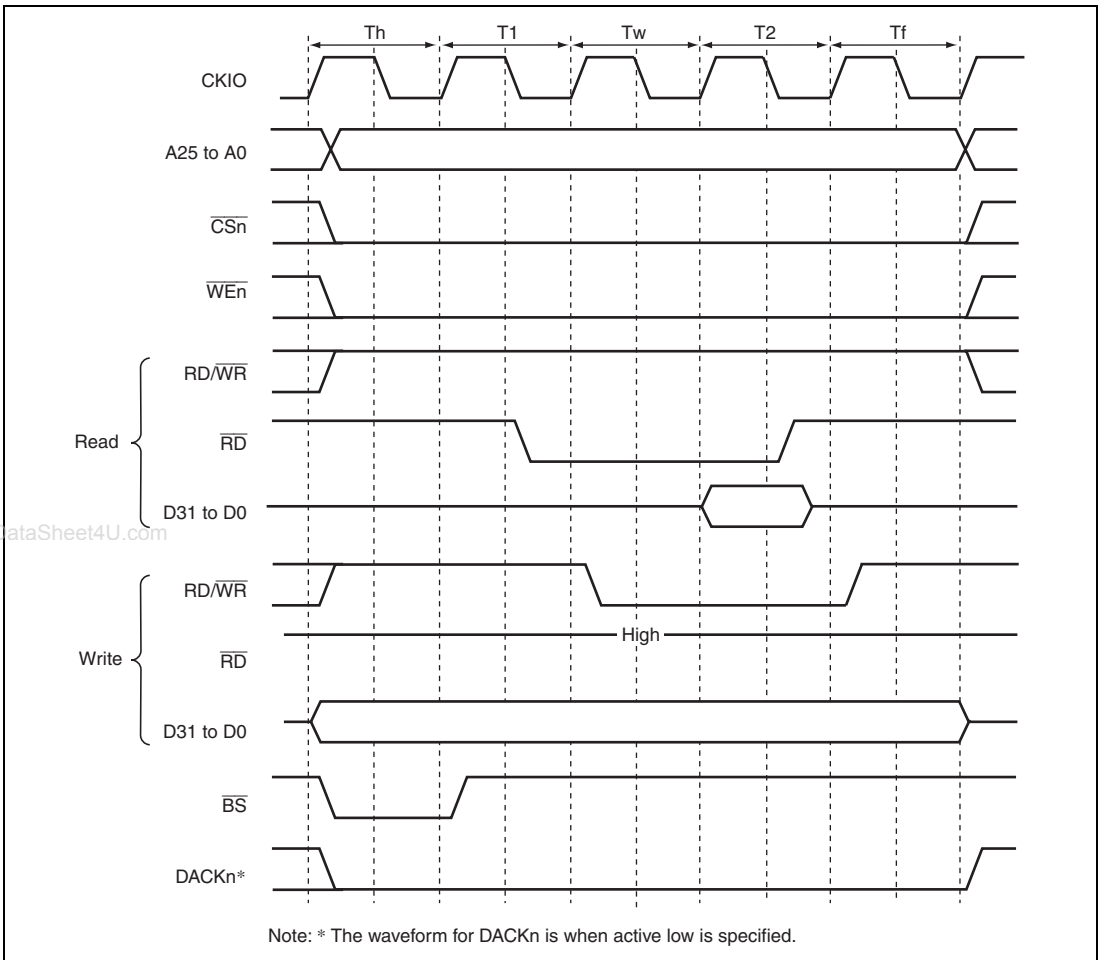 Th T1 Tw T2 Tf
CKIO
A25 to A0
CSn
WEn
RD/WR
Read
RD
D31 to D0
ataSheet4U.com
RD/WR
High
Write
RD
D31 to D0
BS
DACKn*
Note: * The waveform for DACKn is when active low is specified.